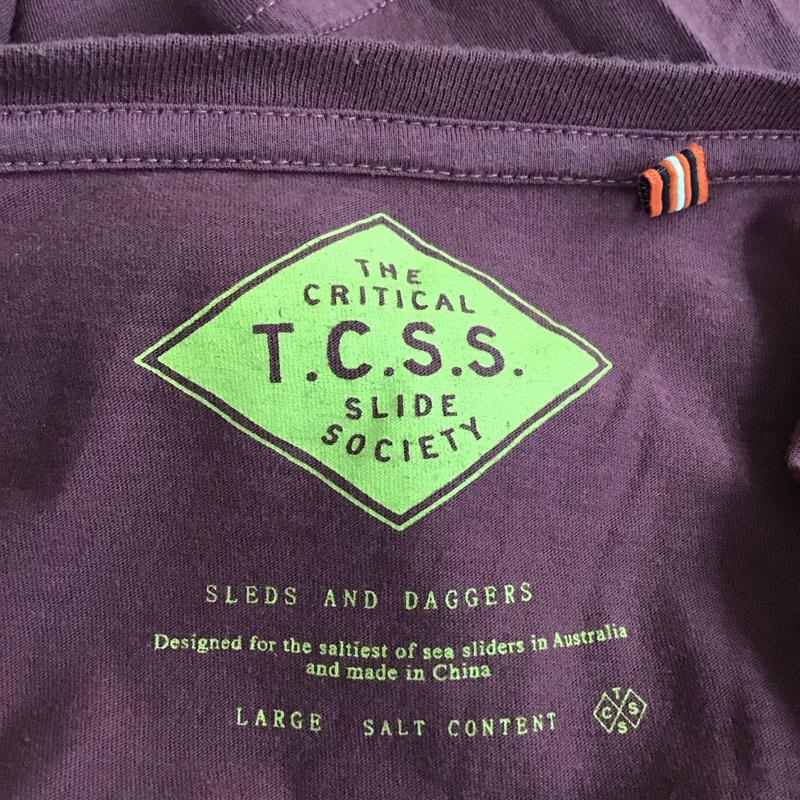 THE
CRITICAL
T.C.S.S.
SLIDE
SOCIETY
SLEDS AND DAGGERS
Designed for the saltiest of sea sliders in Australia
and made in China
LARGE SALT CONTENT
T
C S
S